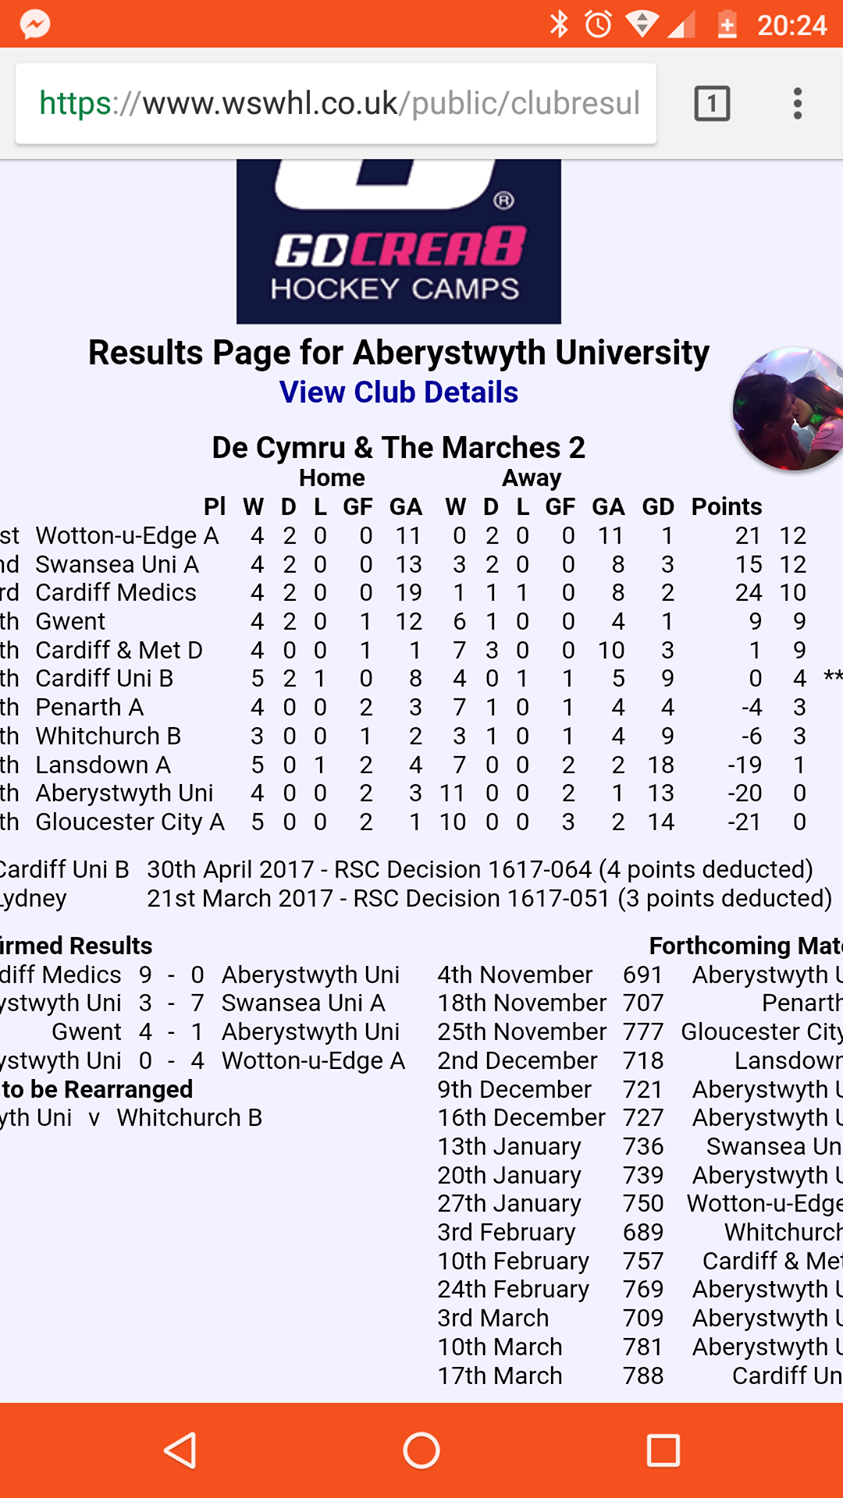 20:24
https://www.wswhl.co.uk/public/clubresul
1
®
GDCREA8
HOCKEY CAMPS
Results Page for Aberystwyth University
View Club Details
De Cymru & The Marches 2
Home Away
Pl W D L GF GA W D L GF GA GD Points
st Wotton-u-Edge A 4 2 0 0 11 0 2 0 0 11 1 21 12
nd Swansea Uni A 4 2 0 0 13 3 2 0 0 8 3 15 12
rd Cardiff Medics 4 2 0 0 19 1 1 1 0 8 2 24 10
th Gwent 4 2 0 1 12 6 1 0 0 4 1 9 9
th Cardiff & Met D 4 0 0 1 1 7 3 0 0 10 3 1 9
th Cardiff Uni B 5 2 1 0 8 4 0 1 1 5 9 0 4 **
th Penarth A 4 0 0 2 3 7 1 0 1 4 4 -4 3
th Whitchurch B 3 0 0 1 2 3 1 0 1 4 9 -6 3
th Lansdown A 5 0 1 2 4 7 0 0 2 2 18 -19 1
th Aberystwyth Uni 4 0 0 2 3 11 0 0 2 1 13 -20 0
th Gloucester City A 5 0 0 2 1 10 0 0 3 2 14 -21 0
Cardiff Uni B 30th April 2017 - RSC Decision 1617-064 (4 points deducted)
Lydney 21st March 2017 - RSC Decision 1617-051 (3 points deducted)
firmed Results Forthcoming Mat
diff Medics 9 - 0 Aberystwyth Uni 4th November 691 Aberystwyth U
ystwyth Uni 3 - 7 Swansea Uni A 18th November 707 Penarth
Gwent 4 - 1 Aberystwyth Uni 25th November 777 Gloucester City
ystwyth Uni 0 - 4 Wotton-u-Edge A 2nd December 718 Lansdown
to be Rearranged 9th December 721 Aberystwyth U
yth Uni v Whitchurch B 16th December 727 Aberystwyth U
13th January 736 Swansea Un
20th January 739 Aberystwyth U
27th January 750 Wotton-u-Edge
3rd February 689 Whitchurch
10th February 757 Cardiff & Met
24th February 769 Aberystwyth U
3rd March 709 Aberystwyth U
10th March 781 Aberystwyth U
17th March 788 Cardiff Un